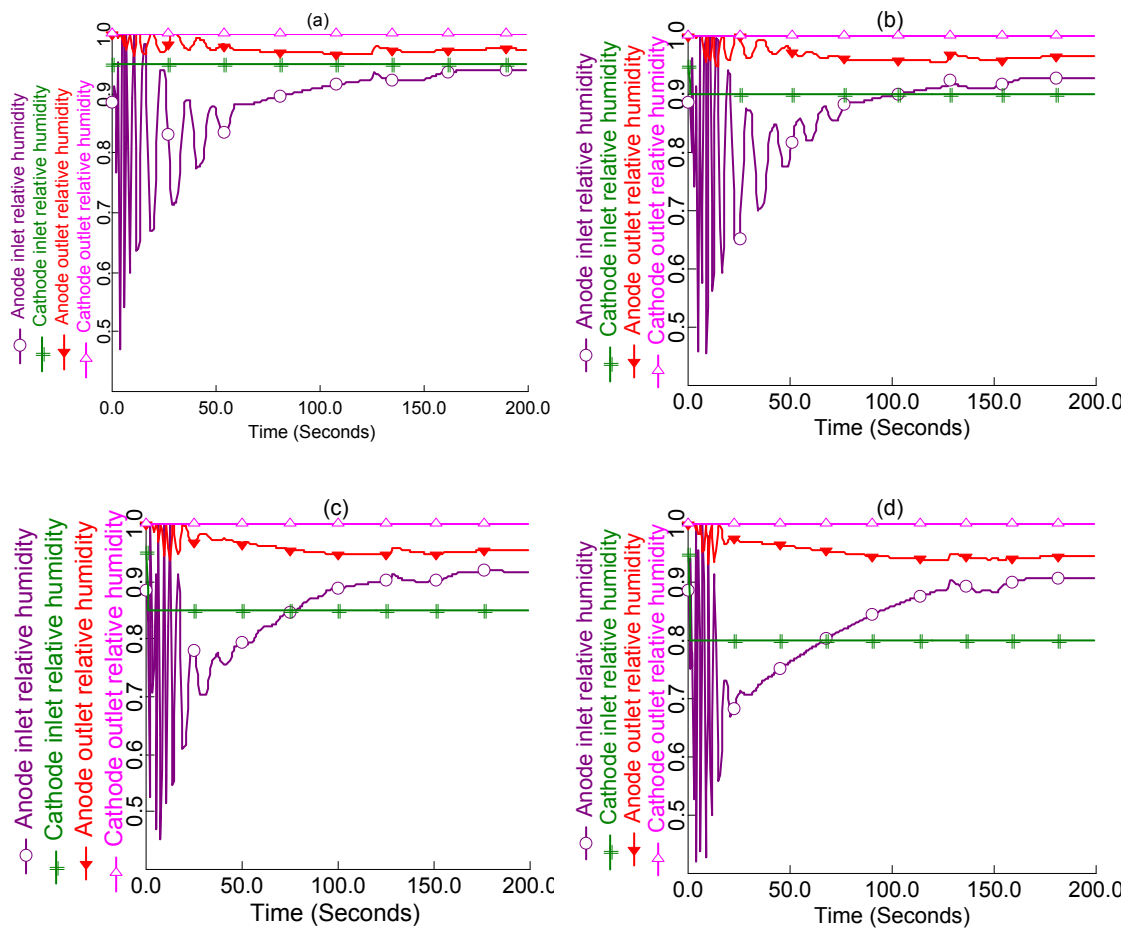 (a)
Anode inlet relative humidity
Cathode inlet relative humidity
Anode outlet relative humidity
Cathode outlet relative humidity
1.0
0.9
0.8
0.7
0.6
0.5
0.0 50.0 100.0 150.0 200.0
Time (Seconds)
(b)
Anode inlet relative humidity
Cathode inlet relative humidity
Anode outlet relative humidity
Cathode outlet relative humidity
1.0
0.9
0.8
0.7
0.6
0.5
0.0 50.0 100.0 150.0 200.0
Time (Seconds)
(c)
Anode inlet relative humidity
Cathode inlet relative humidity
Anode outlet relative humidity
Cathode outlet relative humidity
1.0
0.9
0.8
0.7
0.6
0.5
0.0 50.0 100.0 150.0 200.0
Time (Seconds)
(d)
Anode inlet relative humidity
Cathode inlet relative humidity
Anode outlet relative humidity
Cathode outlet relative humidity
1.0
0.9
0.8
0.7
0.6
0.5
0.0 50.0 100.0 150.0 200.0
Time (Seconds)